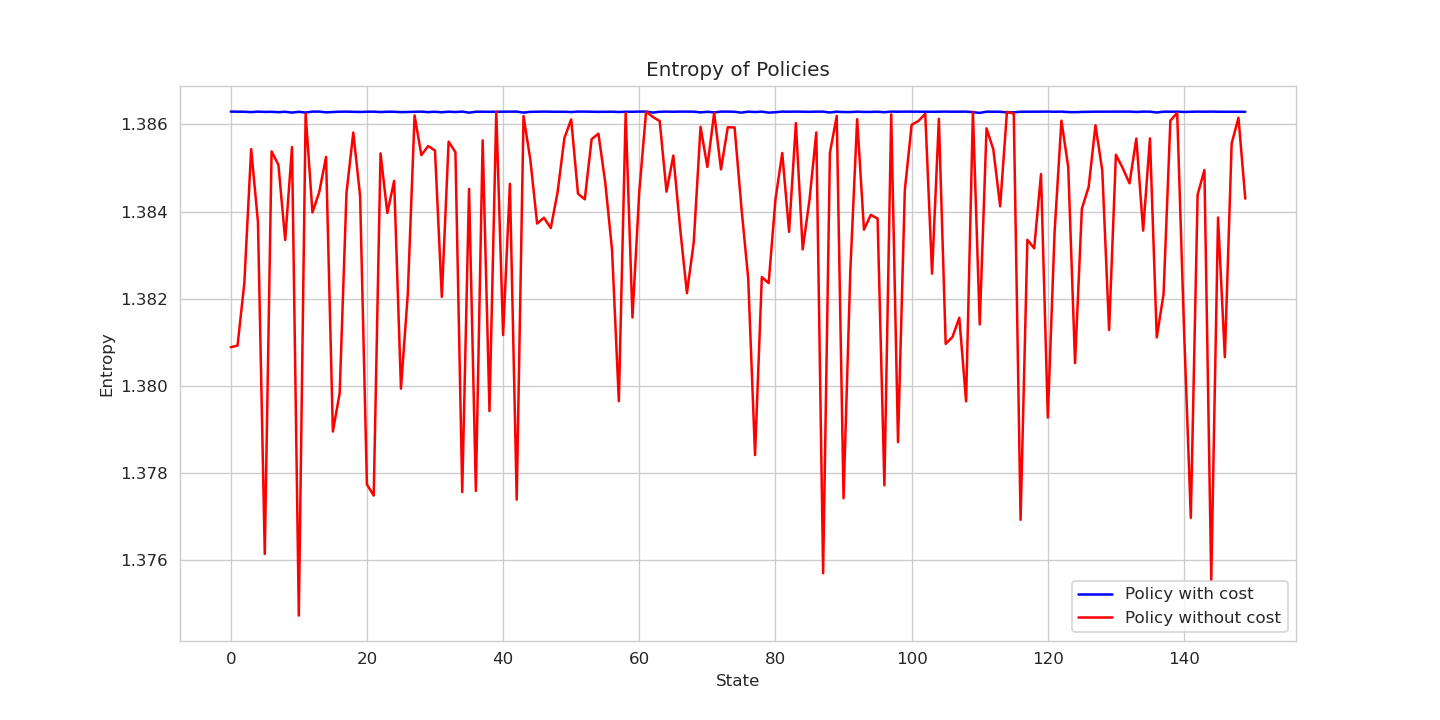 Entropy of Policies
Entropy
1.386
1.384
1.382
1.380
1.378
1.376
Policy with cost
Policy without cost
0 20 40 60 80 100 120 140
State